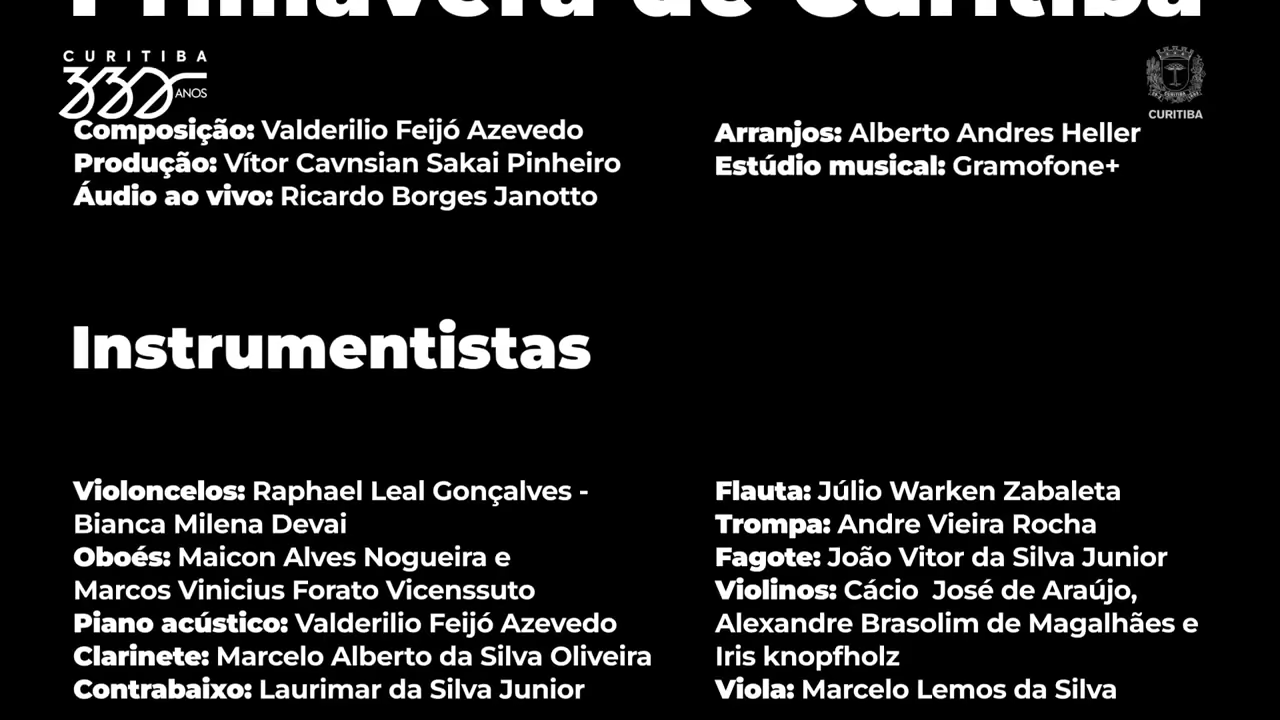 Primavera de Curitiba
CURITIBA
330 ANOS
CURITIBA
Composição: Valderilio Feijó Azevedo
Produção: Vítor Cavnsian Sakai Pinheiro
Áudio ao vivo: Ricardo Borges Janotto
Arranjos: Alberto Andres Heller
Estúdio musical: Gramofone+
Instrumentistas
Violoncelos: Raphael Leal Gonçalves -
Bianca Milena Devai
Oboés: Maicon Alves Nogueira e
Marcos Vinicius Forato Vicenssuto
Piano acústico: Valderilio Feijó Azevedo
Clarinete: Marcelo Alberto da Silva Oliveira
Contrabaixo: Laurimar da Silva Junior
Flauta: Júlio Warken Zabaleta
Trompa: Andre Vieira Rocha
Fagote: João Vitor da Silva Junior
Violinos: Cácio  José de Araújo,
Alexandre Brasolim de Magalhães e
Iris knopfholz
Viola: Marcelo Lemos da Silva